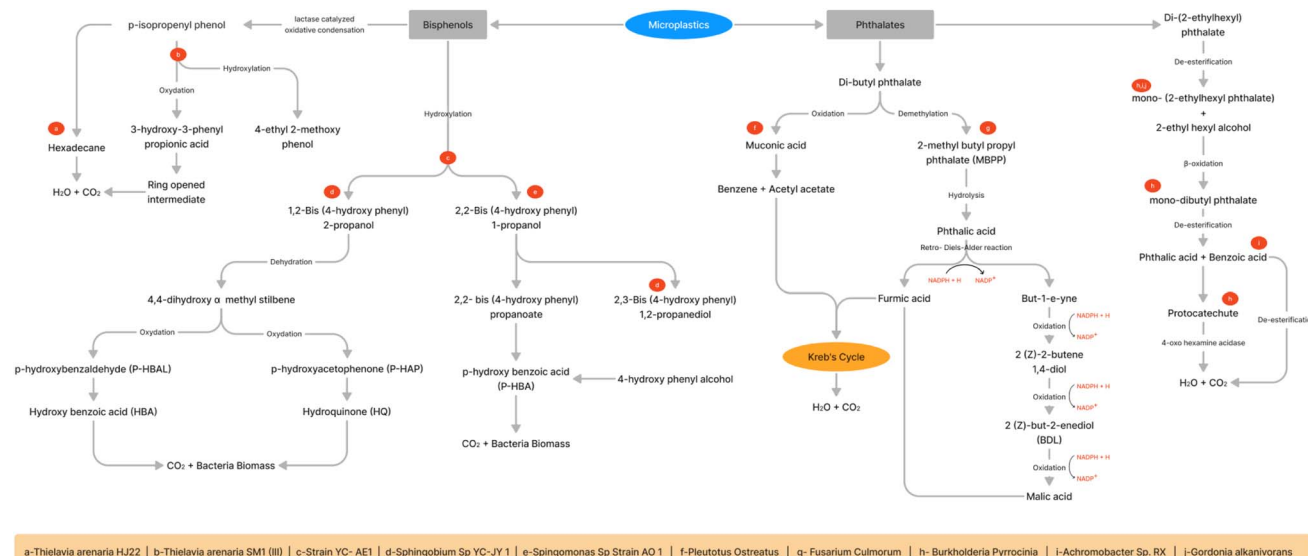 p-isopropenyl phenol
lactase catalyzed
oxidative condensation
Bisphenols
Microplastics
Phthalates
Di-(2-ethylhexyl)
phthalate
b
Hydroxylation
Oxydation
a
Hexadecane
3-hydroxy-3-phenyl
propionic acid
4-ethyl 2-methoxy
phenol
H₂O + CO₂
Ring opened
intermediate
Hydroxylation
c
d
1,2-Bis (4-hydroxy phenyl)
2-propanol
e
2,2-Bis (4-hydroxy phenyl)
1-propanol
Dehydration
4,4-dihydroxy α methyl stilbene
Oxydation
Oxydation
p-hydroxybenzaldehyde (P-HBAL)
p-hydroxyacetophenone (P-HAP)
Hydroxy benzoic acid (HBA)
Hydroquinone (HQ)
CO₂ + Bacteria Biomass
2,2- bis (4-hydroxy phenyl)
propanoate
d
2,3-Bis (4-hydroxy phenyl)
1,2-propanediol
p-hydroxy benzoic acid
(P-HBA)
4-hydroxy phenyl alcohol
CO₂ + Bacteria Biomass
Di-butyl phthalate
Oxidation
Demethylation
f
Muconic acid
g
2-methyl butyl propyl
phthalate (MBPP)
Benzene + Acetyl acetate
Hydrolysis
Phthalic acid
Retro- Diels-Alder reaction
NADPH + H
NADP⁺
Furmic acid
But-1-e-yne
Oxidation
NADPH + H
NADP⁺
Kreb's Cycle
2 (Z)-2-butene
1,4-diol
Oxidation
NADPH + H
NADP⁺
H₂O + CO₂
2 (Z)-but-2-enediol
(BDL)
Oxidation
NADPH + H
NADP⁺
Malic acid
De-esterification
h,i,j
mono- (2-ethylhexyl phthalate)
+
2-ethyl hexyl alcohol
β-oxidation
h
mono-dibutyl phthalate
De-esterification
i
Phthalic acid + Benzoic acid
h
Protocatechute
De-esterificatio
4-oxo hexamine acidase
H₂O + CO₂
a-Thielavia arenaria HJ22 | b-Thielavia arenaria SM1 (III) | c-Strain YC- AE1 | d-Sphingobium Sp YC-JY 1 | e-Spingomonas Sp Strain AO 1 | f-Pleutotus Ostreatus | g- Fusarium Culmorum | h- Burkholderia Pyrrocinia | i-Achromobacter Sp. RX | j-Gordonia alkanivorans